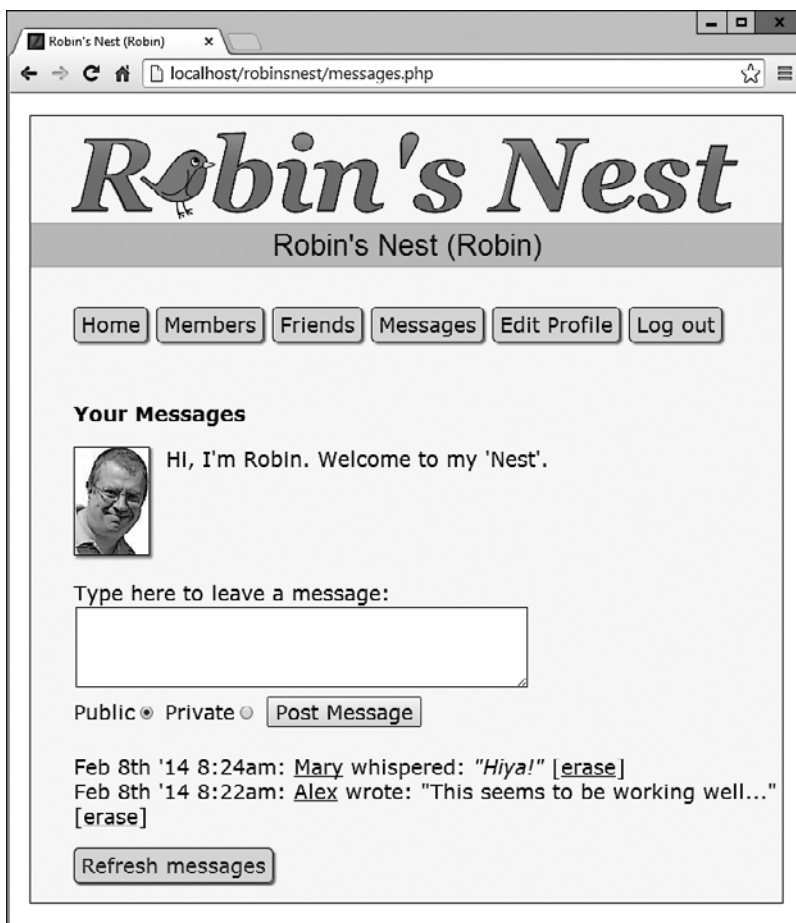 Robin's Nest (Robin)
localhost/robinsnest/messages.php
Robin's Nest
Robin's Nest (Robin)
Home Members Friends Messages Edit Profile Log out
Your Messages
Hi, I'm Robin. Welcome to my 'Nest'.
Type here to leave a message:
Public Private Post Message
Feb 8th '14 8:24am: Mary whispered: "Hiya!" [erase]
Feb 8th '14 8:22am: Alex wrote: "This seems to be working well..."
[erase]
Refresh messages